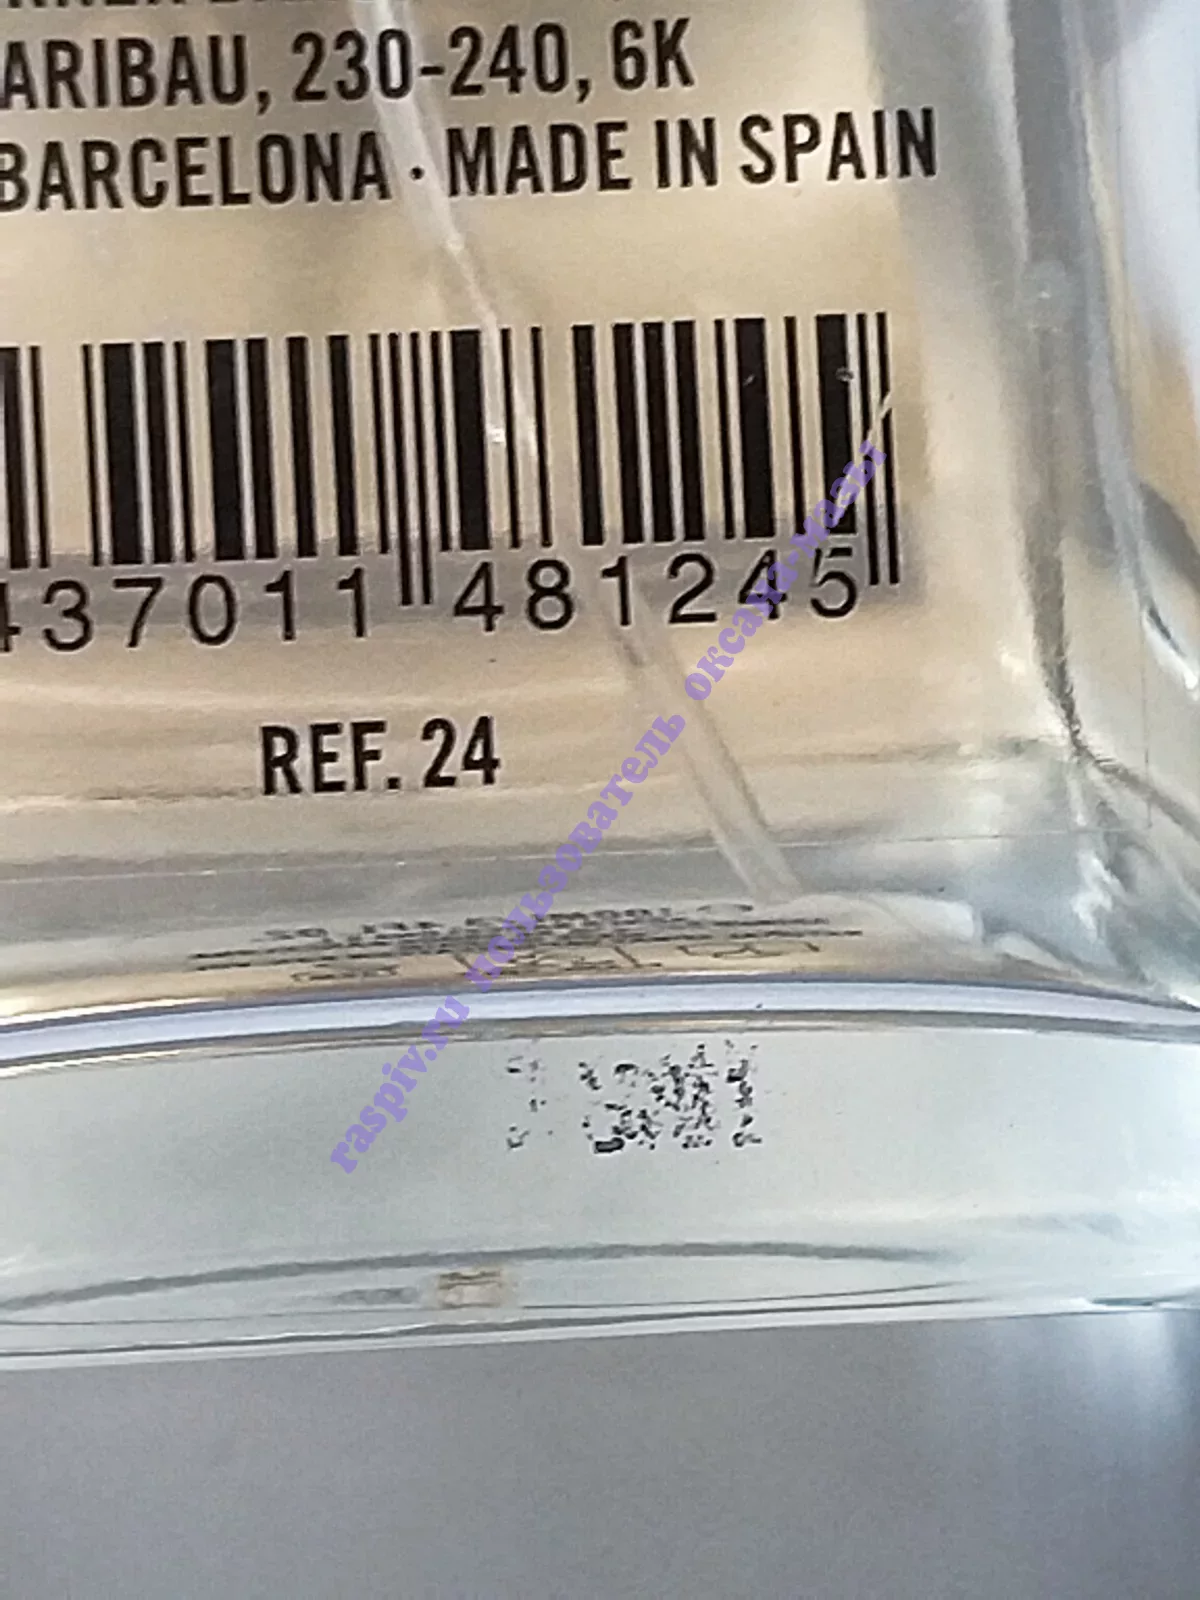 ARIBAU, 230-240, 6K
BARCELONA · MADE IN SPAIN
437011 481245
REF. 24
raspiv.ru пользователь оксана-мазы